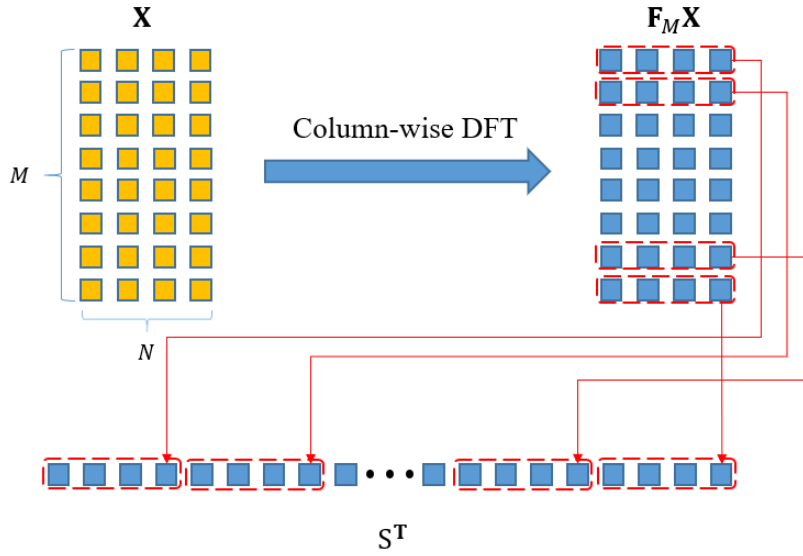 X
F_M X
Column-wise DFT
M
N
S^T